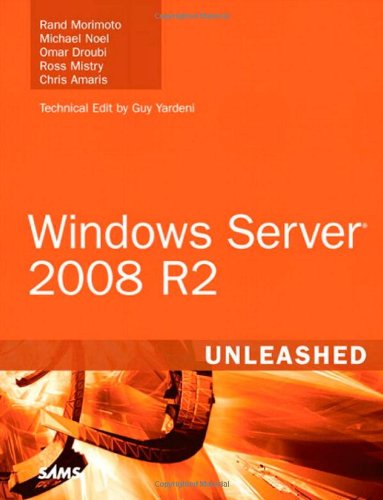 Rand Morimoto
Michael Noel
Omar Droubi
Ross Mistry
Chris Amaris
Technical Edit by Guy Yardeni
Windows Server®
2008 R2
UNLEASHED
SAMS